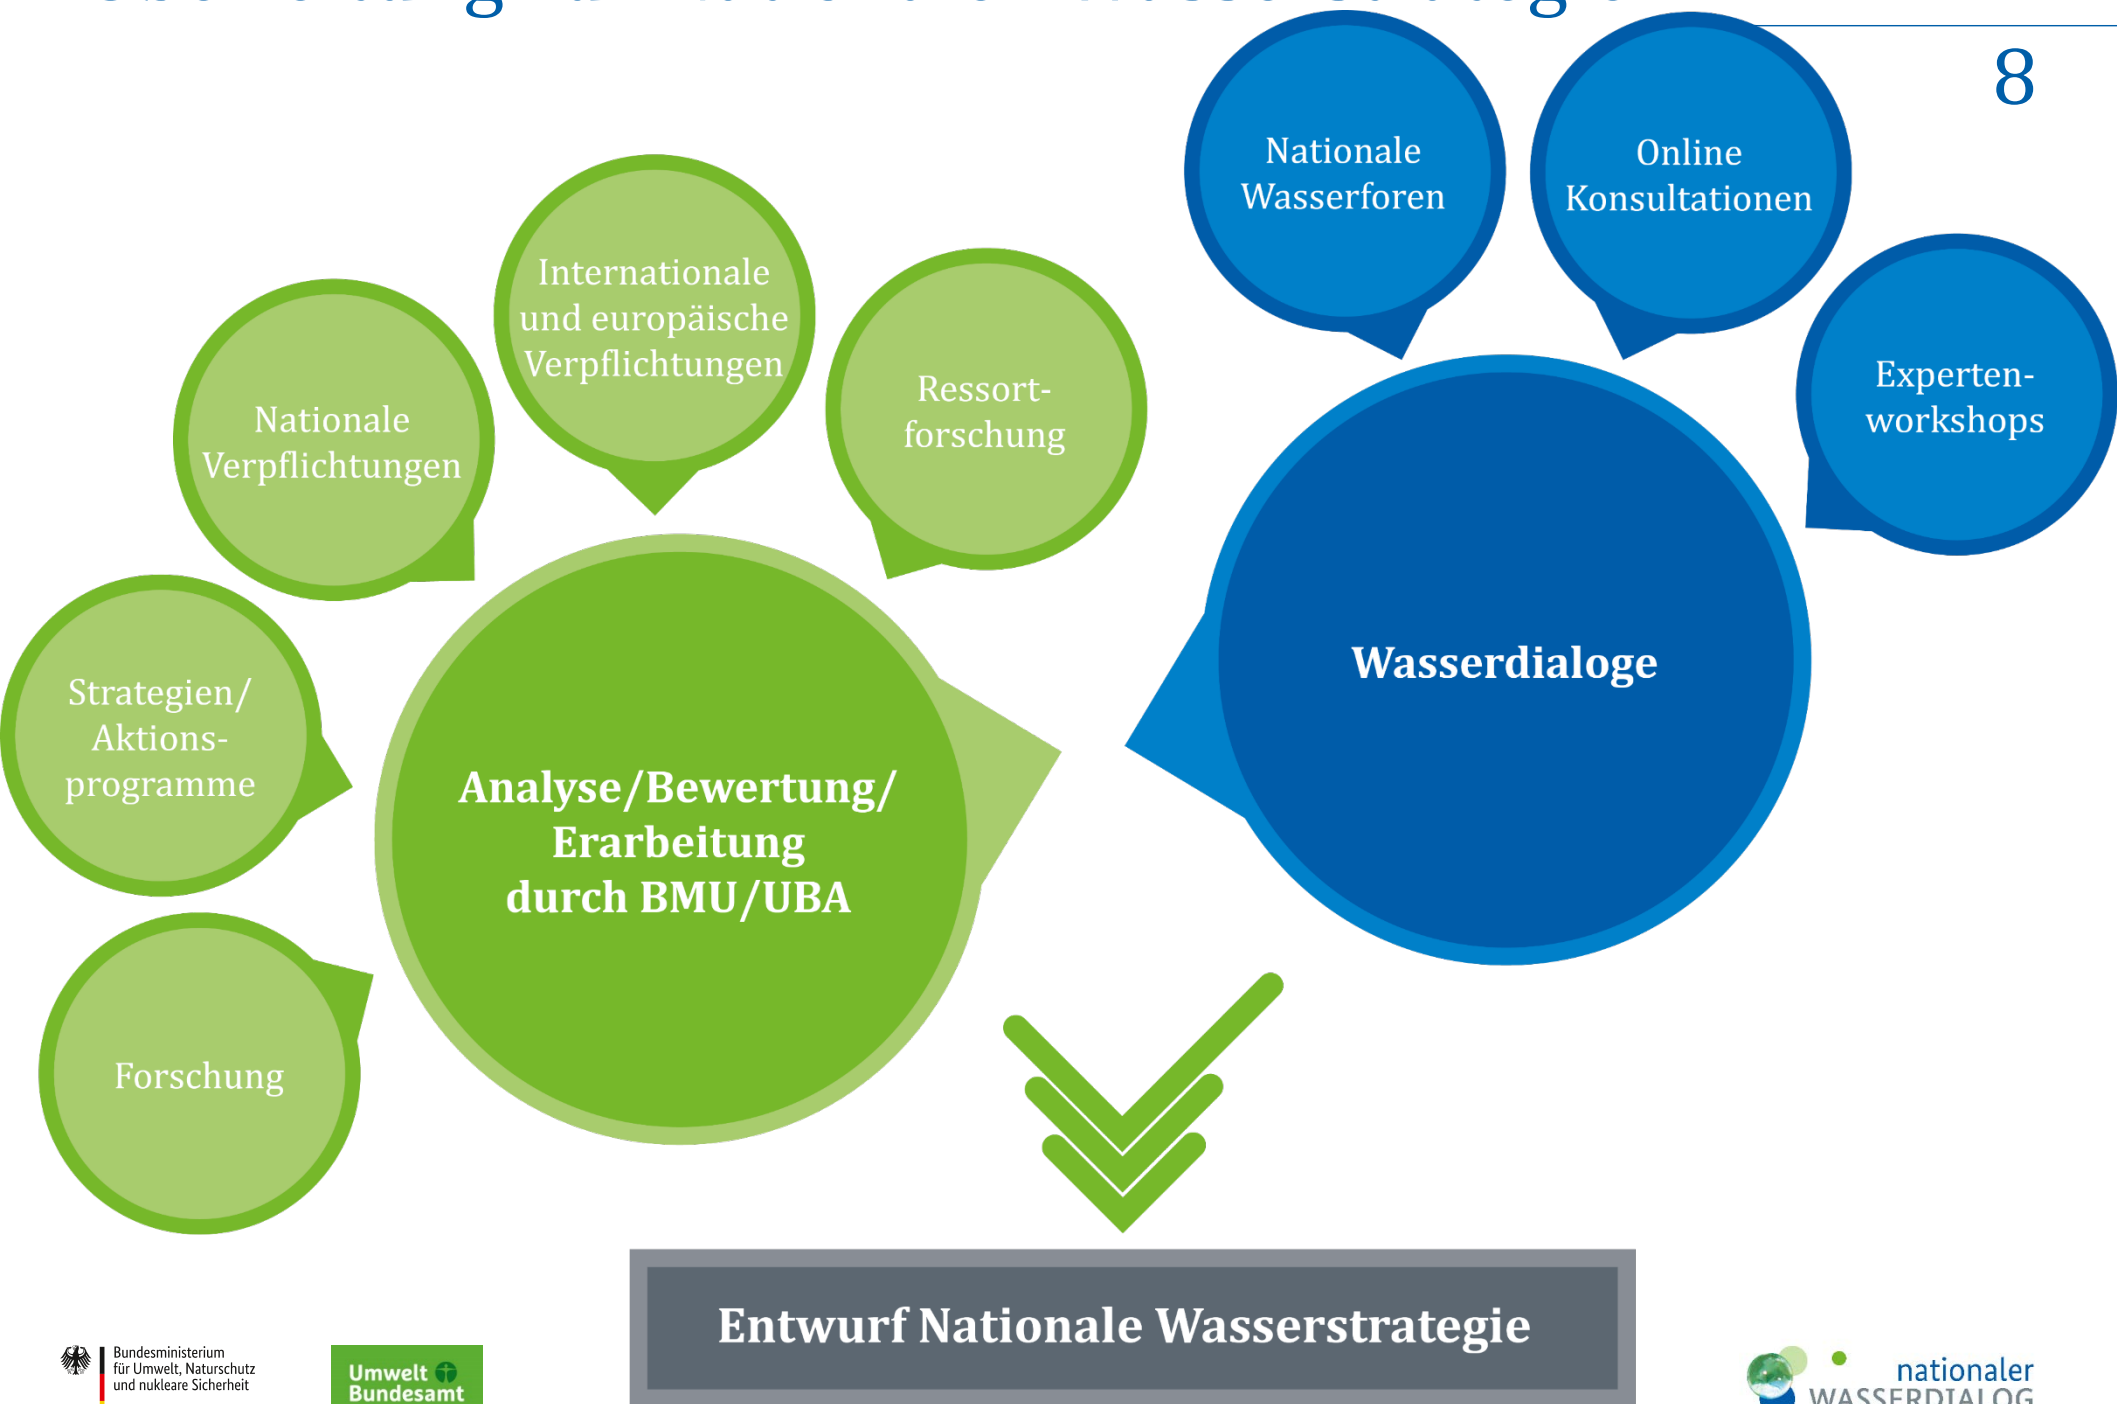 8
Nationale
Wasserforen
Online
Konsultationen
Internationale
und europäische
Verpflichtungen
Ressort-
forschung
Experten-
workshops
Nationale
Verpflichtungen
Strategien/
Aktions-
programme
Wasserdialoge
Analyse/Bewertung/
Erarbeitung
durch BMU/UBA
Forschung
Entwurf Nationale Wasserstrategie
Bundesministerium
für Umwelt, Naturschutz
und nukleare Sicherheit
Umwelt
Bundesamt
nationaler
WASSERDIALOG